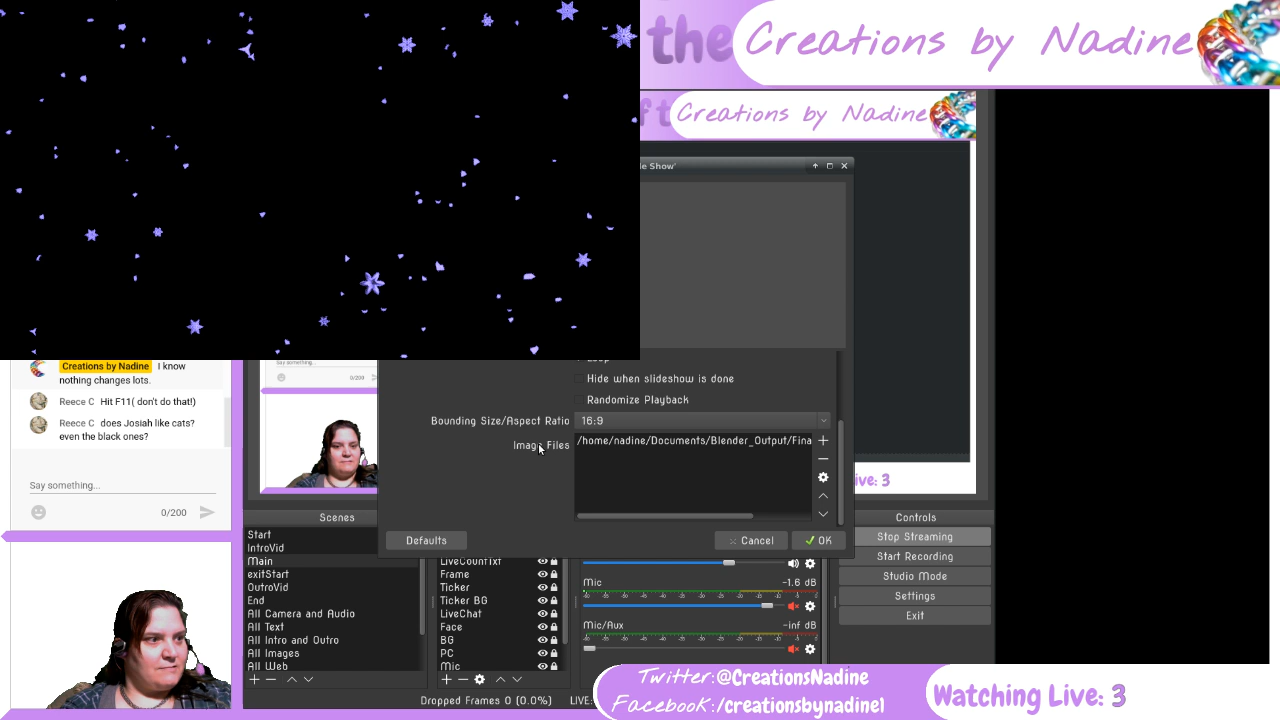 the
Creations by Nadine
Creations by Nadine
le Show'
Creations by Nadine I know
nothing changes lots.
Reece C Hit F11( don't do that!)
Reece C does Josiah like cats?
even the black ones?
Say something...
0/200
Say something...
0/200
Hide when slideshow is done
Randomize Playback
Bounding Size/Aspect Ratio 16:9
Image Files
/home/nadine/Documents/Blender_Output/Fina
Defaults
Cancel
OK
ive: 3
Scenes
Start
IntroVid
Main
exitStart
OutroVid
End
All Camera and Audio
All Text
All Intro and Outro
All Images
All Web
LiveCountTxt
Frame
Ticker
Ticker BG
LiveChat
Face
BG
PC
Mic
Mic -1.6 dB
Mic/Aux -inf dB
Controls
Stop Streaming
Start Recording
Studio Mode
Settings
Exit
Dropped Frames 0 (0.0%)
LIVE:
Twitter:@CreationsNadine
Facebook:/creationsbynadine1
Watching Live: 3